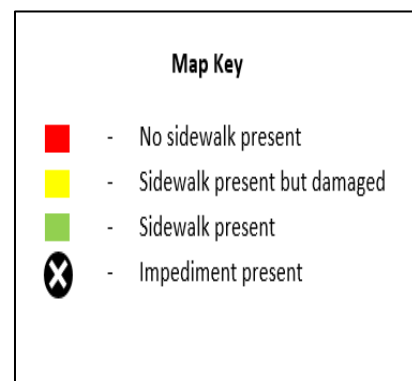 Map Key
- No sidewalk present
- Sidewalk present but damaged
- Sidewalk present
- Impediment present